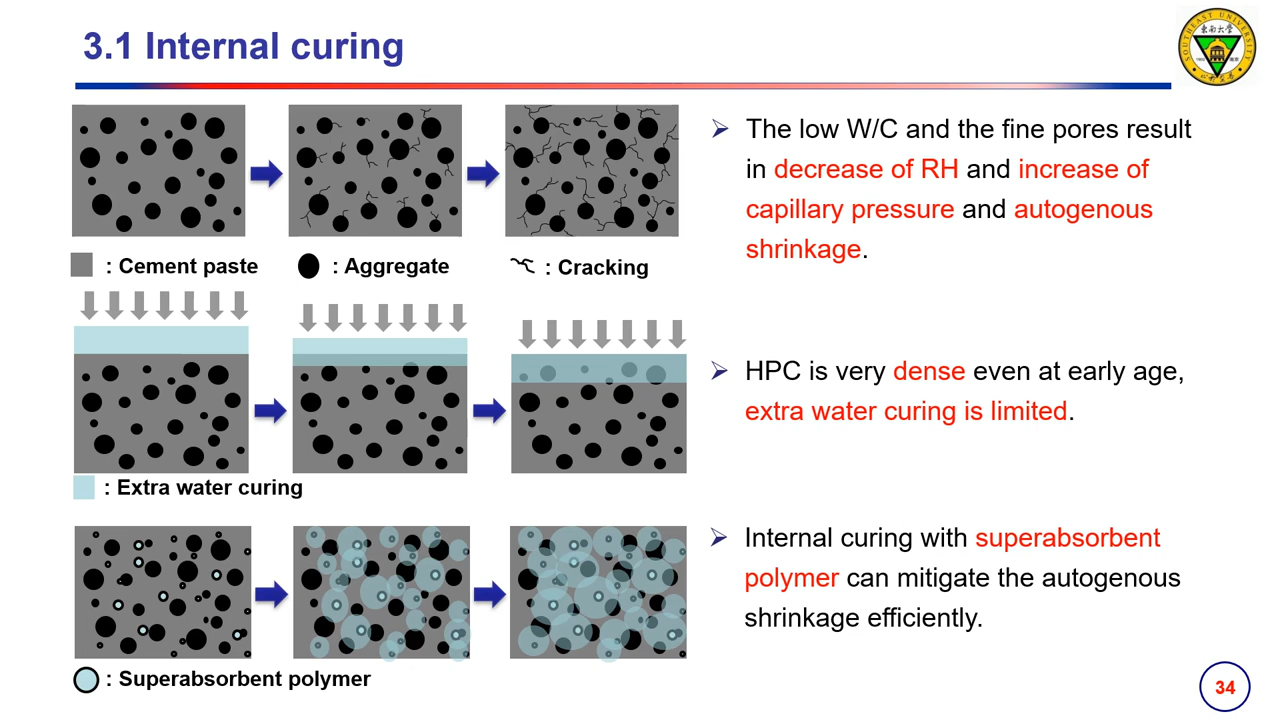 3.1 Internal curing
SOUTHEAST UNIVERSITY
The low W/C and the fine pores result
in decrease of RH and increase of
capillary pressure and autogenous
shrinkage.
: Cement paste
: Aggregate
: Cracking
HPC is very dense even at early age,
extra water curing is limited.
: Extra water curing
Internal curing with superabsorbent
polymer can mitigate the autogenous
shrinkage efficiently.
: Superabsorbent polymer
34